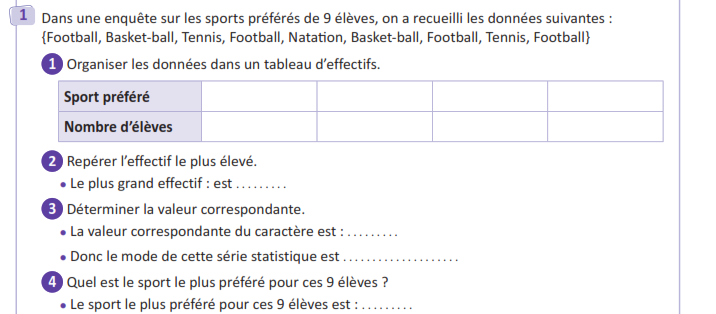 1 Dans une enquête sur les sports préférés de 9 élèves, on a recueilli les données suivantes :
{Football, Basket-ball, Tennis, Football, Natation, Basket-ball, Football, Tennis, Football}
1 Organiser les données dans un tableau d’effectifs.
Sport préféré
Nombre d’élèves
2 Repérer l’effectif le plus élevé.
• Le plus grand effectif : est .........
3 Déterminer la valeur correspondante.
• La valeur correspondante du caractère est : .........
• Donc le mode de cette série statistique est ....................
4 Quel est le sport le plus préféré pour ces 9 élèves ?
• Le sport le plus préféré pour ces 9 élèves est : .........